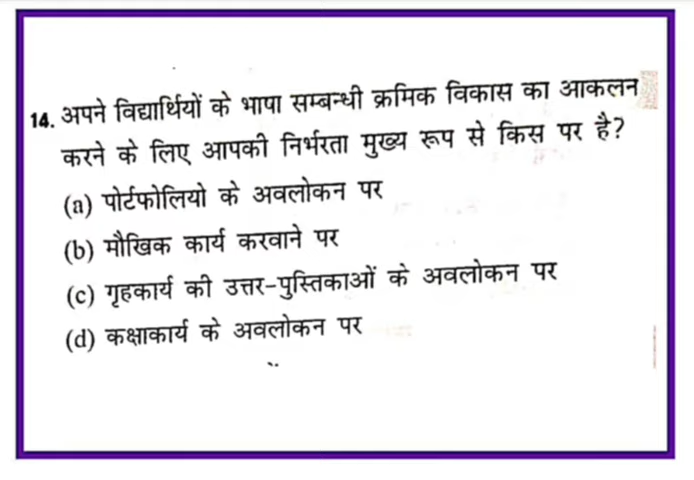 14. अपने विद्यार्थियों के भाषा सम्बन्धी क्रमिक विकास का आकलन
करने के लिए आपकी निर्भरता मुख्य रूप से किस पर है?
(a) पोर्टफोलियो के अवलोकन पर
(b) मौखिक कार्य करवाने पर
(c) गृहकार्य की उत्तर-पुस्तिकाओं के अवलोकन पर
(d) कक्षाकार्य के अवलोकन पर